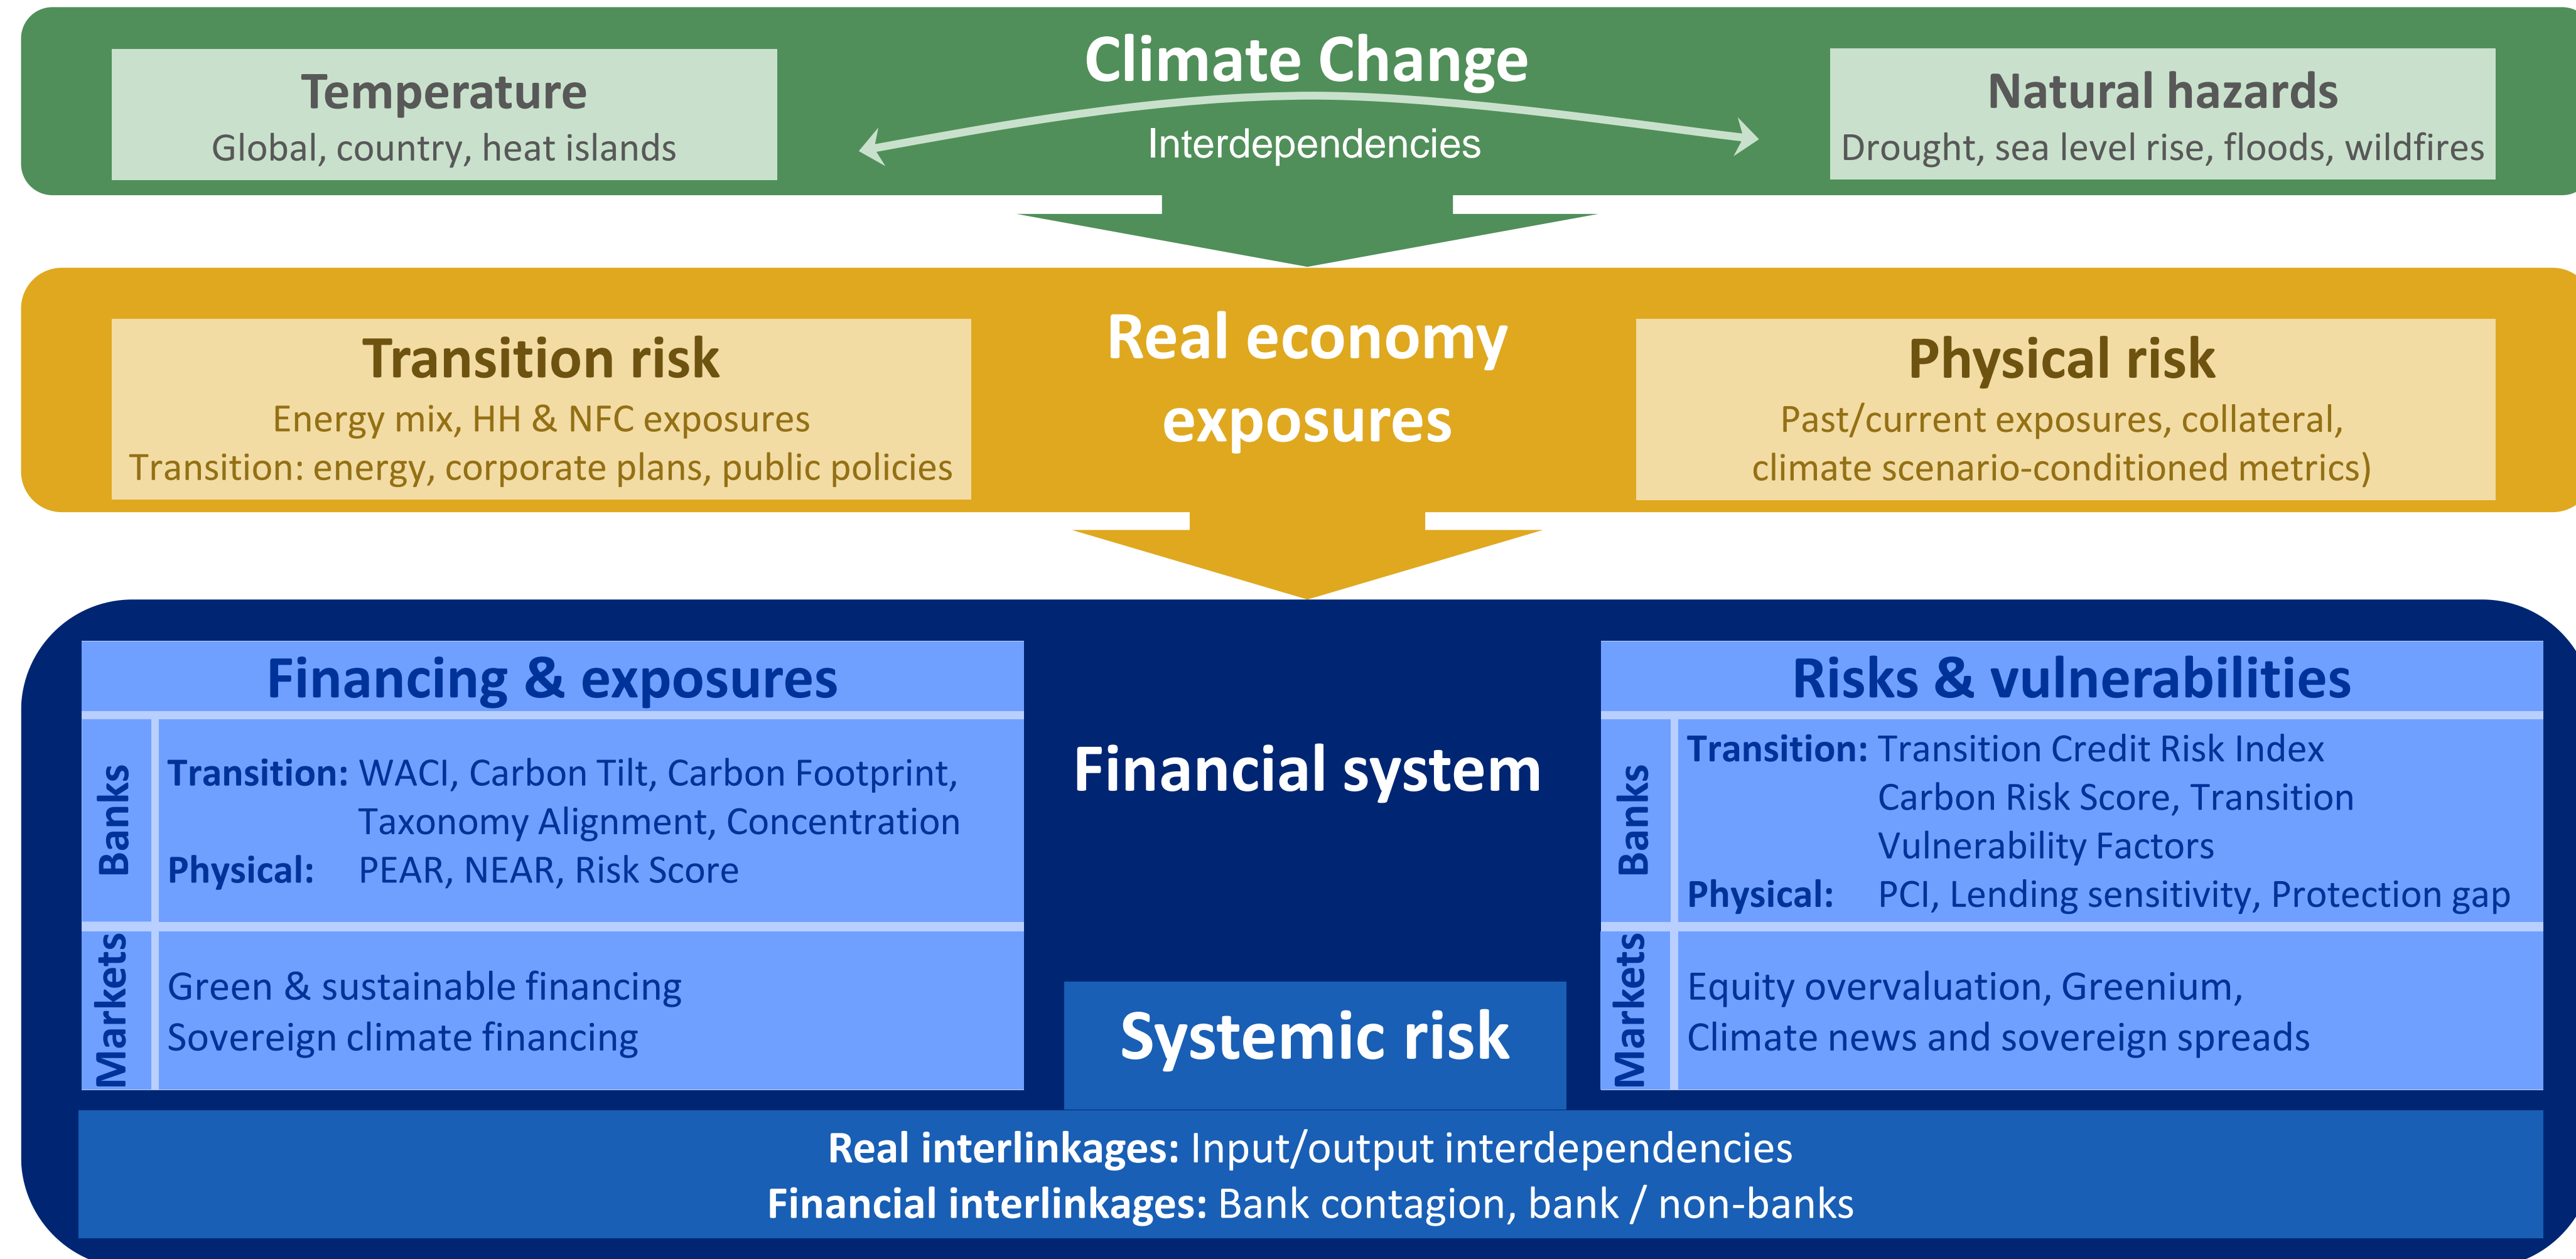 Climate Change
Temperature
Global, country, heat islands
Interdependencies
Natural hazards
Drought, sea level rise, floods, wildfires
Real economy
exposures
Transition risk
Energy mix, HH & NFC exposures
Transition: energy, corporate plans, public policies
Physical risk
Past/current exposures, collateral,
climate scenario-conditioned metrics)
Financial system
Financing & exposures
Banks
Transition: WACI, Carbon Tilt, Carbon Footprint,
Taxonomy Alignment, Concentration
Physical: PEAR, NEAR, Risk Score
Markets
Green & sustainable financing
Sovereign climate financing
Risks & vulnerabilities
Banks
Transition: Transition Credit Risk Index
Carbon Risk Score, Transition
Vulnerability Factors
Physical: PCI, Lending sensitivity, Protection gap
Markets
Equity overvaluation, Greenium,
Climate news and sovereign spreads
Systemic risk
Real interlinkages: Input/output interdependencies
Financial interlinkages: Bank contagion, bank / non-banks